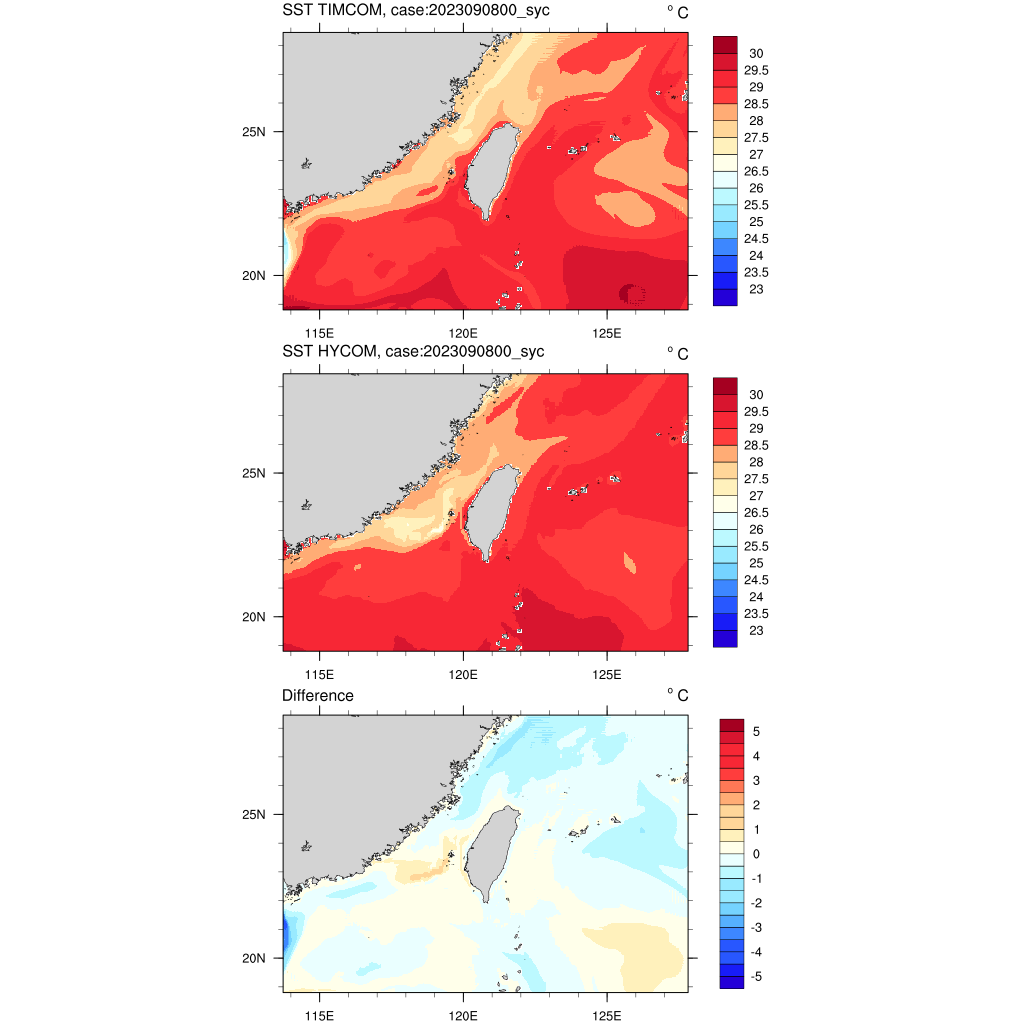 SST TIMCOM, case:2023090800_syc
° C
30
29.5
29
28.5
28
27.5
27
26.5
26
25.5
25
24.5
24
23.5
23
25N
20N
115E
120E
125E
SST HYCOM, case:2023090800_syc
° C
30
29.5
29
28.5
28
27.5
27
26.5
26
25.5
25
24.5
24
23.5
23
25N
20N
115E
120E
125E
Difference
° C
5
4
3
2
1
0
-1
-2
-3
-4
-5
25N
20N
115E
120E
125E